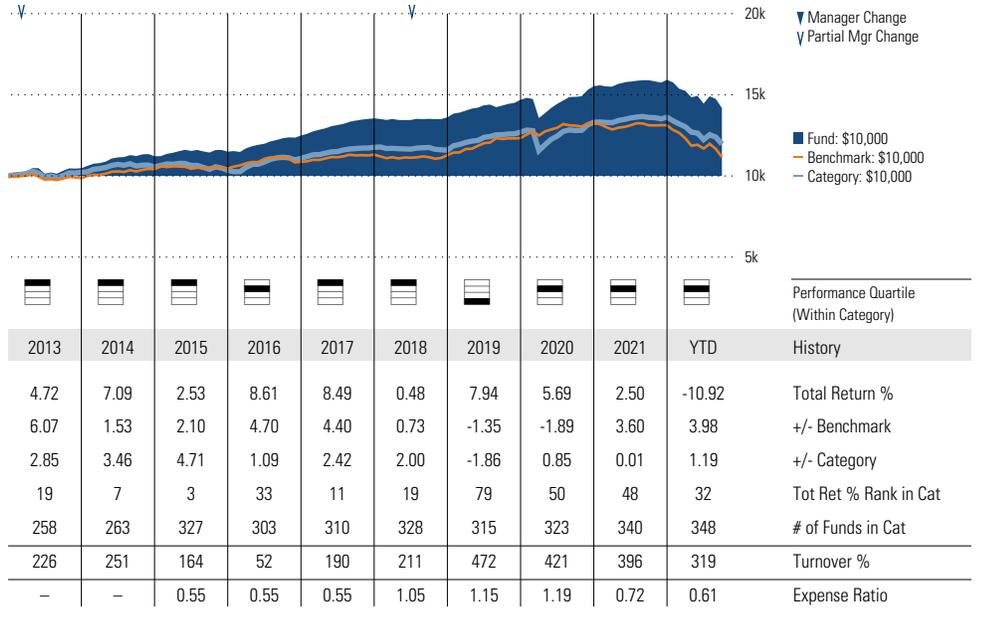 20k
Manager Change
Partial Mgr Change
15k
Fund: $10,000
Benchmark: $10,000
10k
Category: $10,000
5k
Performance Quartile
(Within Category)
2013 2014 2015 2016 2017 2018 2019 2020 2021 YTD History
4.72 7.09 2.53 8.61 8.49 0.48 7.94 5.69 2.50 -10.92 Total Return %
6.07 1.53 2.10 4.70 4.40 0.73 -1.35 -1.89 3.60 3.98 +/- Benchmark
2.85 3.46 4.71 1.09 2.42 2.00 -1.86 0.85 0.01 1.19 +/- Category
19 7 3 33 11 19 79 50 48 32 Tot Ret % Rank in Cat
258 263 327 303 310 328 315 323 340 348 # of Funds in Cat
226 251 164 52 190 211 472 421 396 319 Turnover %
– – 0.55 0.55 0.55 1.05 1.15 1.19 0.72 0.61 Expense Ratio